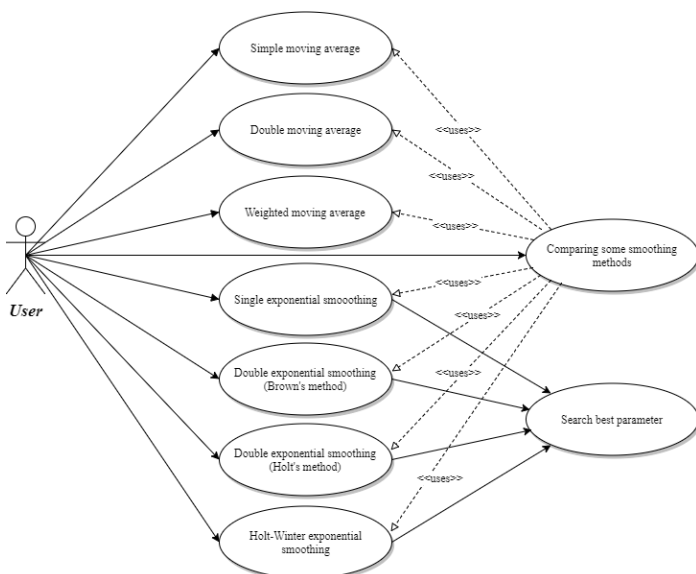 Simple moving average
<<uses>>
Double moving average
<<uses>>
Weighted moving average
<<uses>>
User
Comparing some smoothing
methods
<<uses>>
Single exponential smooothing
<<uses>>
Double exponential smoothing
(Brown's method)
<<uses>>
Search best parameter
Double exponential smoothing
(Holt's method)
<<uses>>
Holt-Winter exponential
smoothing